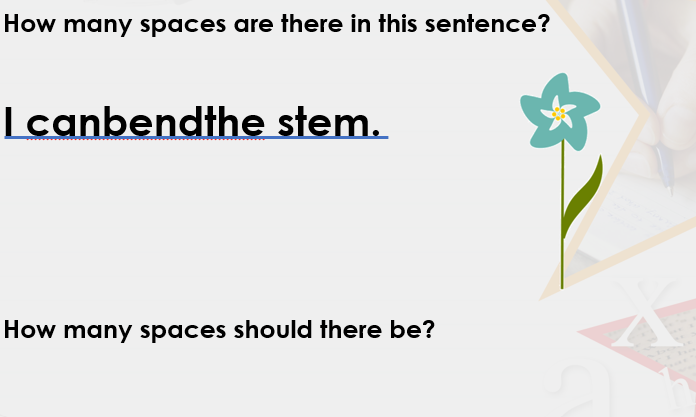 How many spaces are there in this sentence?
I canbendthe stem.
How many spaces should there be?